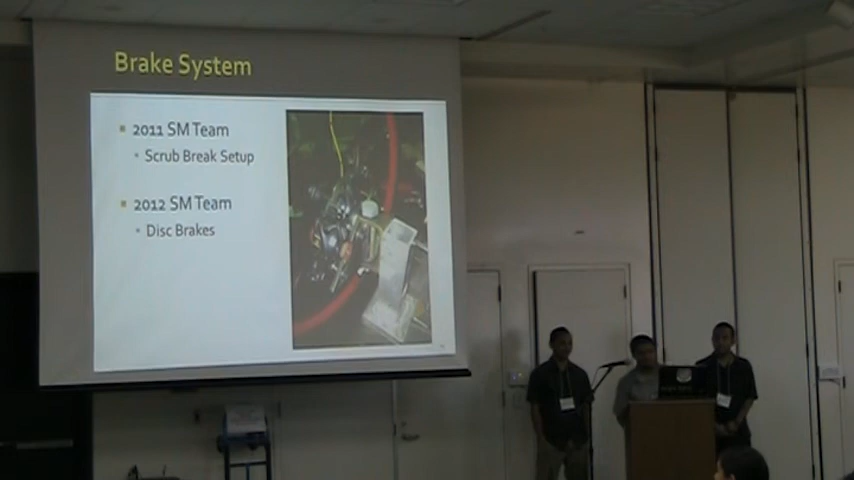 Brake System
2011 SM Team
Scrub Break Setup
2012 SM Team
Disc Brakes